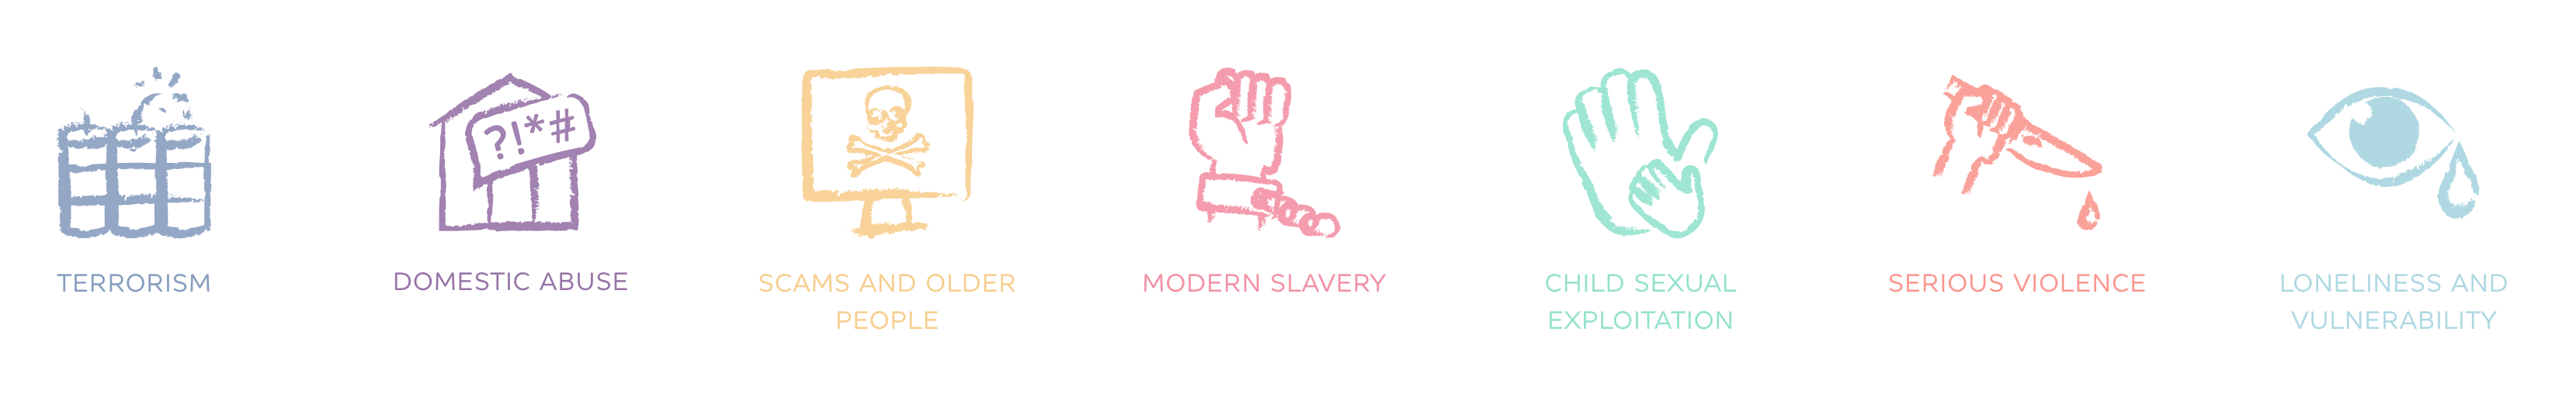 ?!*#
TERRORISM
DOMESTIC ABUSE
SCAMS AND OLDER
PEOPLE
MODERN SLAVERY
CHILD SEXUAL
EXPLOITATION
SERIOUS VIOLENCE
LONELINESS AND
VULNERABILITY